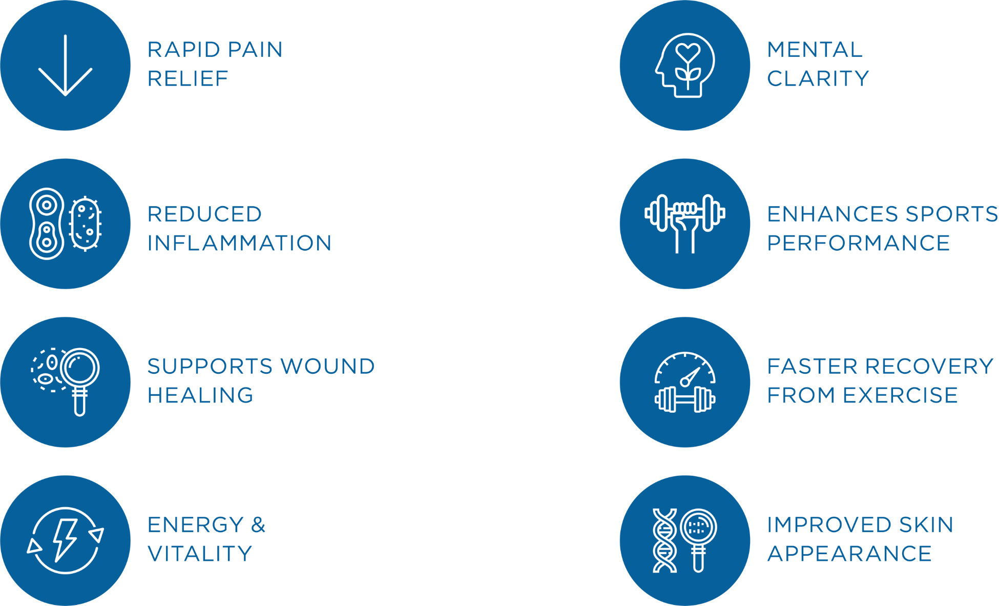 RAPID PAIN
RELIEF
REDUCED
INFLAMMATION
SUPPORTS WOUND
HEALING
ENERGY &
VITALITY
MENTAL
CLARITY
ENHANCES SPORTS
PERFORMANCE
FASTER RECOVERY
FROM EXERCISE
IMPROVED SKIN
APPEARANCE